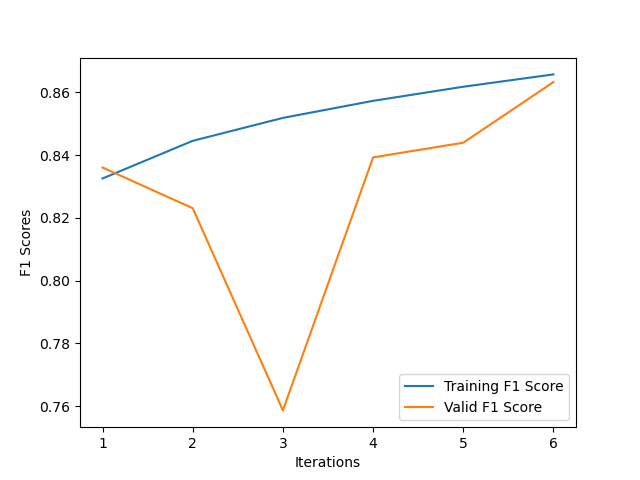 0.86
0.84
0.82
0.80
0.78
0.76
F1 Scores
1 2 3 4 5 6
Iterations
Training F1 Score
Valid F1 Score